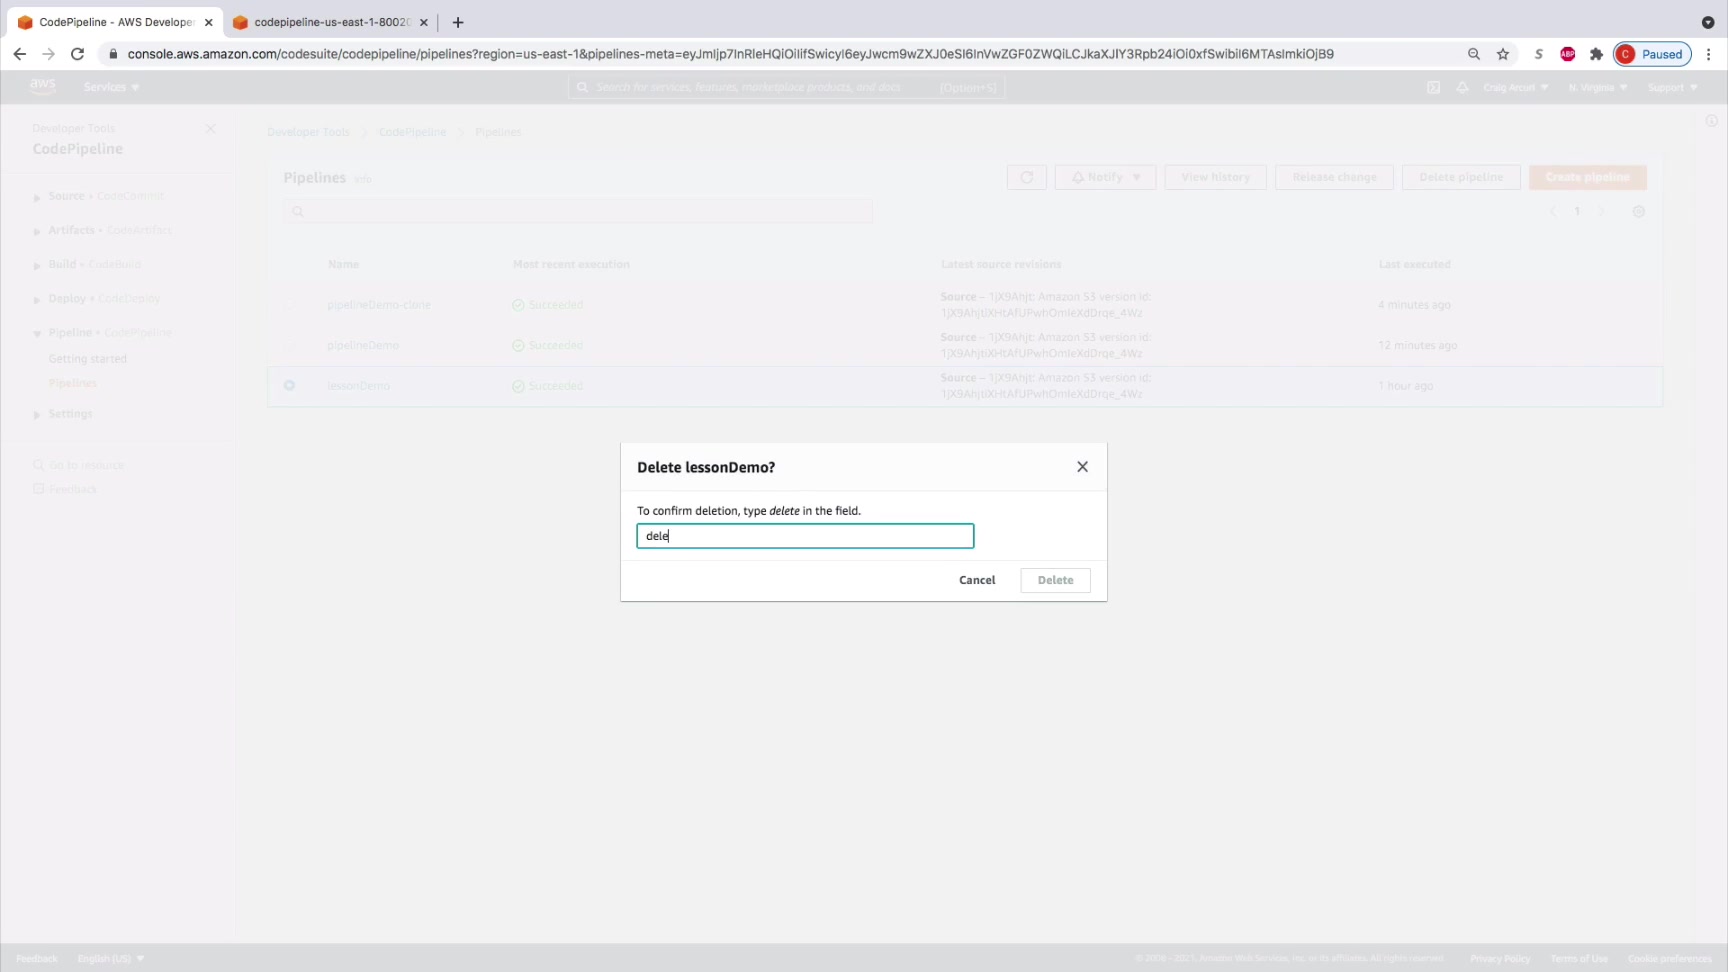 CodePipeline - AWS Developer
codepipeline-us-east-1-80020
console.aws.amazon.com/codesuite/codepipeline/pipelines?region=us-east-1&pipelines-meta=eyJmIjp7InRleHQiOiIifSwicyI6eyJwcm9wZXJ0eSI6InVwZGF0ZWQiLCJkaXJlY3Rpb24iOi0xfSwibiI6MTAsImkiOjB9
S
ABP
C Paused
aws
Services
Search for services, features, marketplace products, and docs
[Option+S]
Craig Arcuri
N. Virginia
Support
Developer Tools
CodePipeline
Source • CodeCommit
Artifacts • CodeArtifact
Build • CodeBuild
Deploy • CodeDeploy
Pipeline • CodePipeline
Getting started
Pipelines
Settings
Go to resource
Feedback
Developer Tools
CodePipeline
Pipelines
Pipelines Info
Notify
View history
Release change
Delete pipeline
Create pipeline
1
Name
Most recent execution
Latest source revisions
Last executed
pipelineDemo-clone
Succeeded
Source – 1jX9Ahjt: Amazon S3 version id:
1jX9AhjtiXHtAfUPwhOmIeXdDrqe_4Wz
4 minutes ago
pipelineDemo
Succeeded
Source – 1jX9Ahjt: Amazon S3 version id:
1jX9AhjtiXHtAfUPwhOmIeXdDrqe_4Wz
12 minutes ago
lessonDemo
Succeeded
Source – 1jX9Ahjt: Amazon S3 version id:
1jX9AhjtiXHtAfUPwhOmIeXdDrqe_4Wz
1 hour ago
Delete lessonDemo?
To confirm deletion, type delete in the field.
dele
Cancel
Delete
Feedback
English (US)
© 2008 - 2021, Amazon Web Services, Inc. or its affiliates. All rights reserved.
Privacy Policy
Terms of Use
Cookie preferences